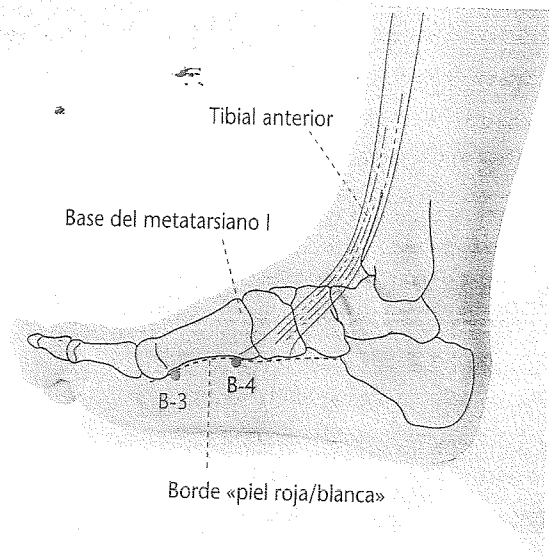 Tibial anterior
Base del metatarsiano I
B-3
B-4
Borde «piel roja/blanca»